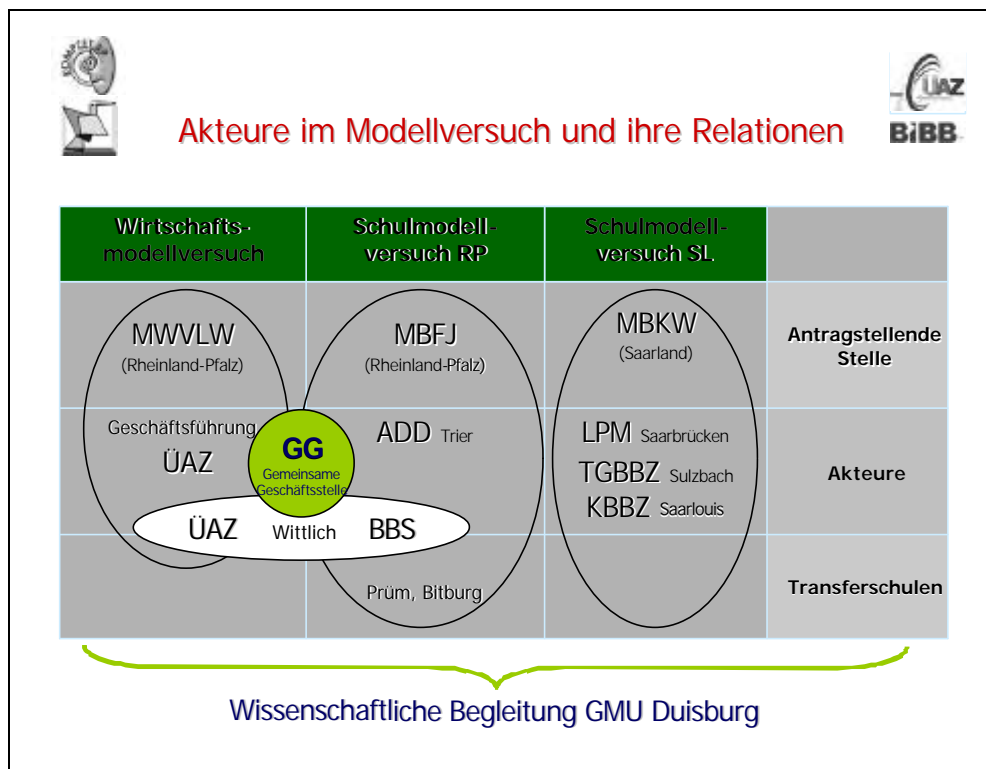 KOMPLEX
ÜAZ
BiBB
Akteure im Modellversuch und ihre Relationen
Wirtschafts-
modellversuch
Schulmodell-
versuch RP
Schulmodell-
versuch SL
MWVLW
(Rheinland-Pfalz)
MBFJ
(Rheinland-Pfalz)
MBKW
(Saarland)
Antragstellende
Stelle
Geschäftsführung
ÜAZ
GG
Gemeinsame
Geschäftsstelle
ADD Trier
LPM Saarbrücken
TGBBZ Sulzbach
KBBZ Saarlouis
Akteure
ÜAZ Wittlich BBS
Prüm, Bitburg
Transferschulen
Wissenschaftliche Begleitung GMU Duisburg